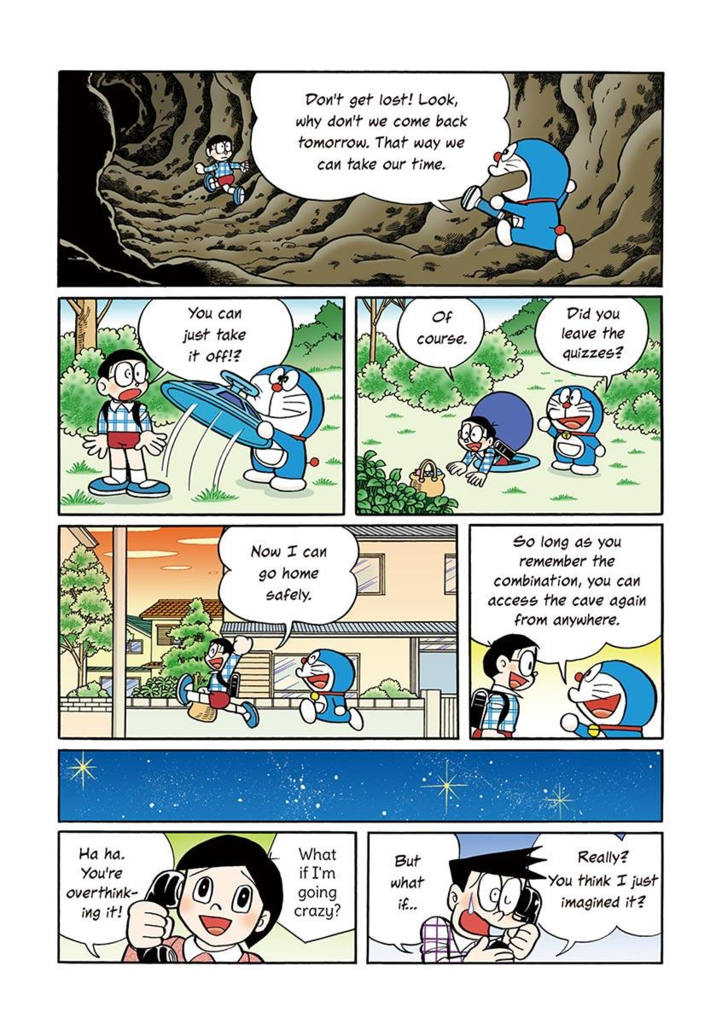 Don't get lost! Look,
why don't we come back
tomorrow. That way we
can take our time.
You can
just take
it off!?
Of
course.
Did you
leave the
quizzes?
Now I can
go home
safely.
So long as you
remember the
combination, you can
access the cave again
from anywhere.
Ha ha.
You're
overthink-
ing it!
What
if I'm
going
crazy?
But
what
if...
Really?
You think I just
imagined it?